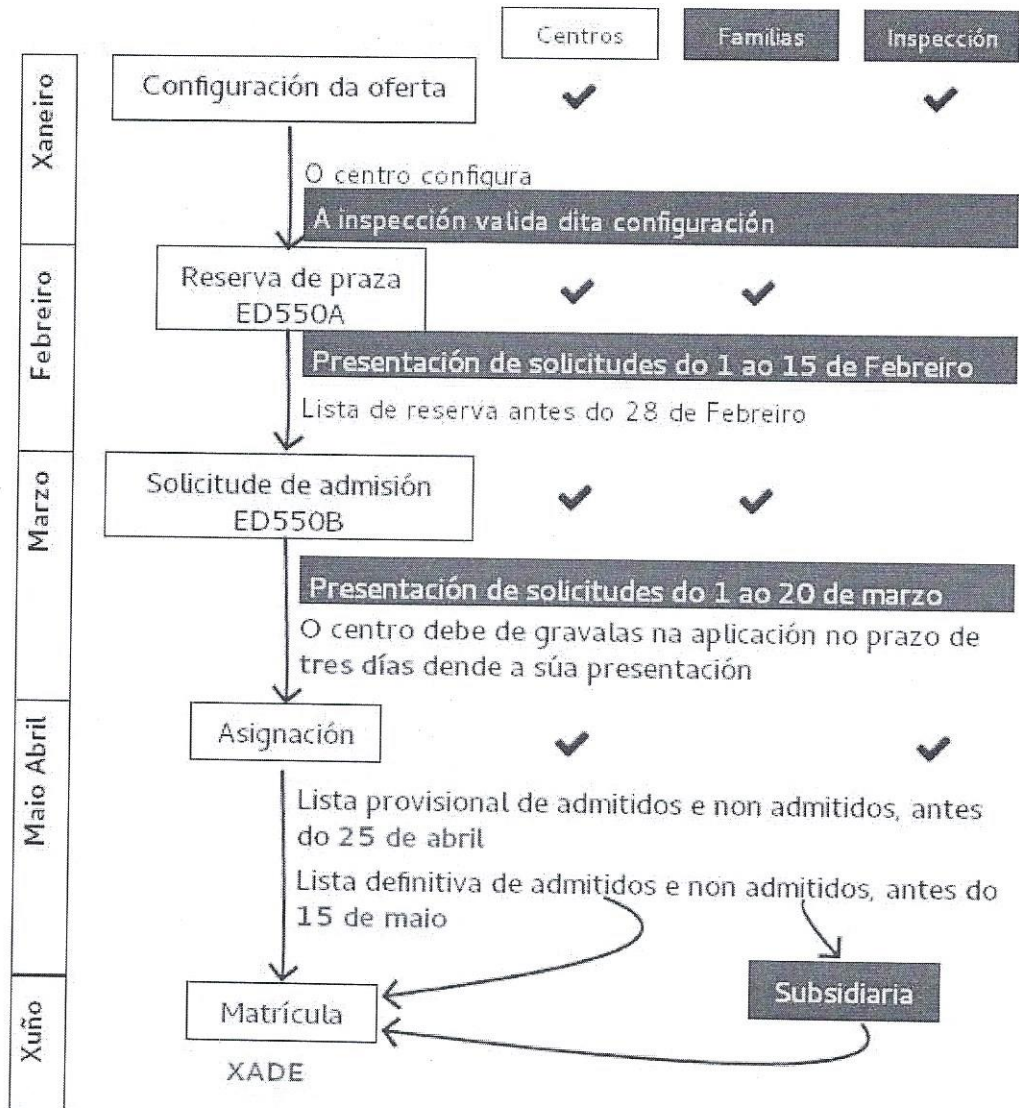 Centros
Familias
Inspección
Xaneiro
Configuración da oferta
O centro configura
A inspección valida dita configuración
Febreiro
Reserva de praza
ED550A
Presentación de solicitudes do 1 ao 15 de Febreiro
Lista de reserva antes do 28 de Febreiro
Marzo
Solicitude de admisión
ED550B
Presentación de solicitudes do 1 ao 20 de marzo
O centro debe de gravalas na aplicación no prazo de
tres días dende a súa presentación
Maio Abril
Asignación
Lista provisional de admitidos e non admitidos, antes
do 25 de abril
Lista definitiva de admitidos e non admitidos, antes do
15 de maio
Xuño
Matrícula
Subsidiaria
XADE